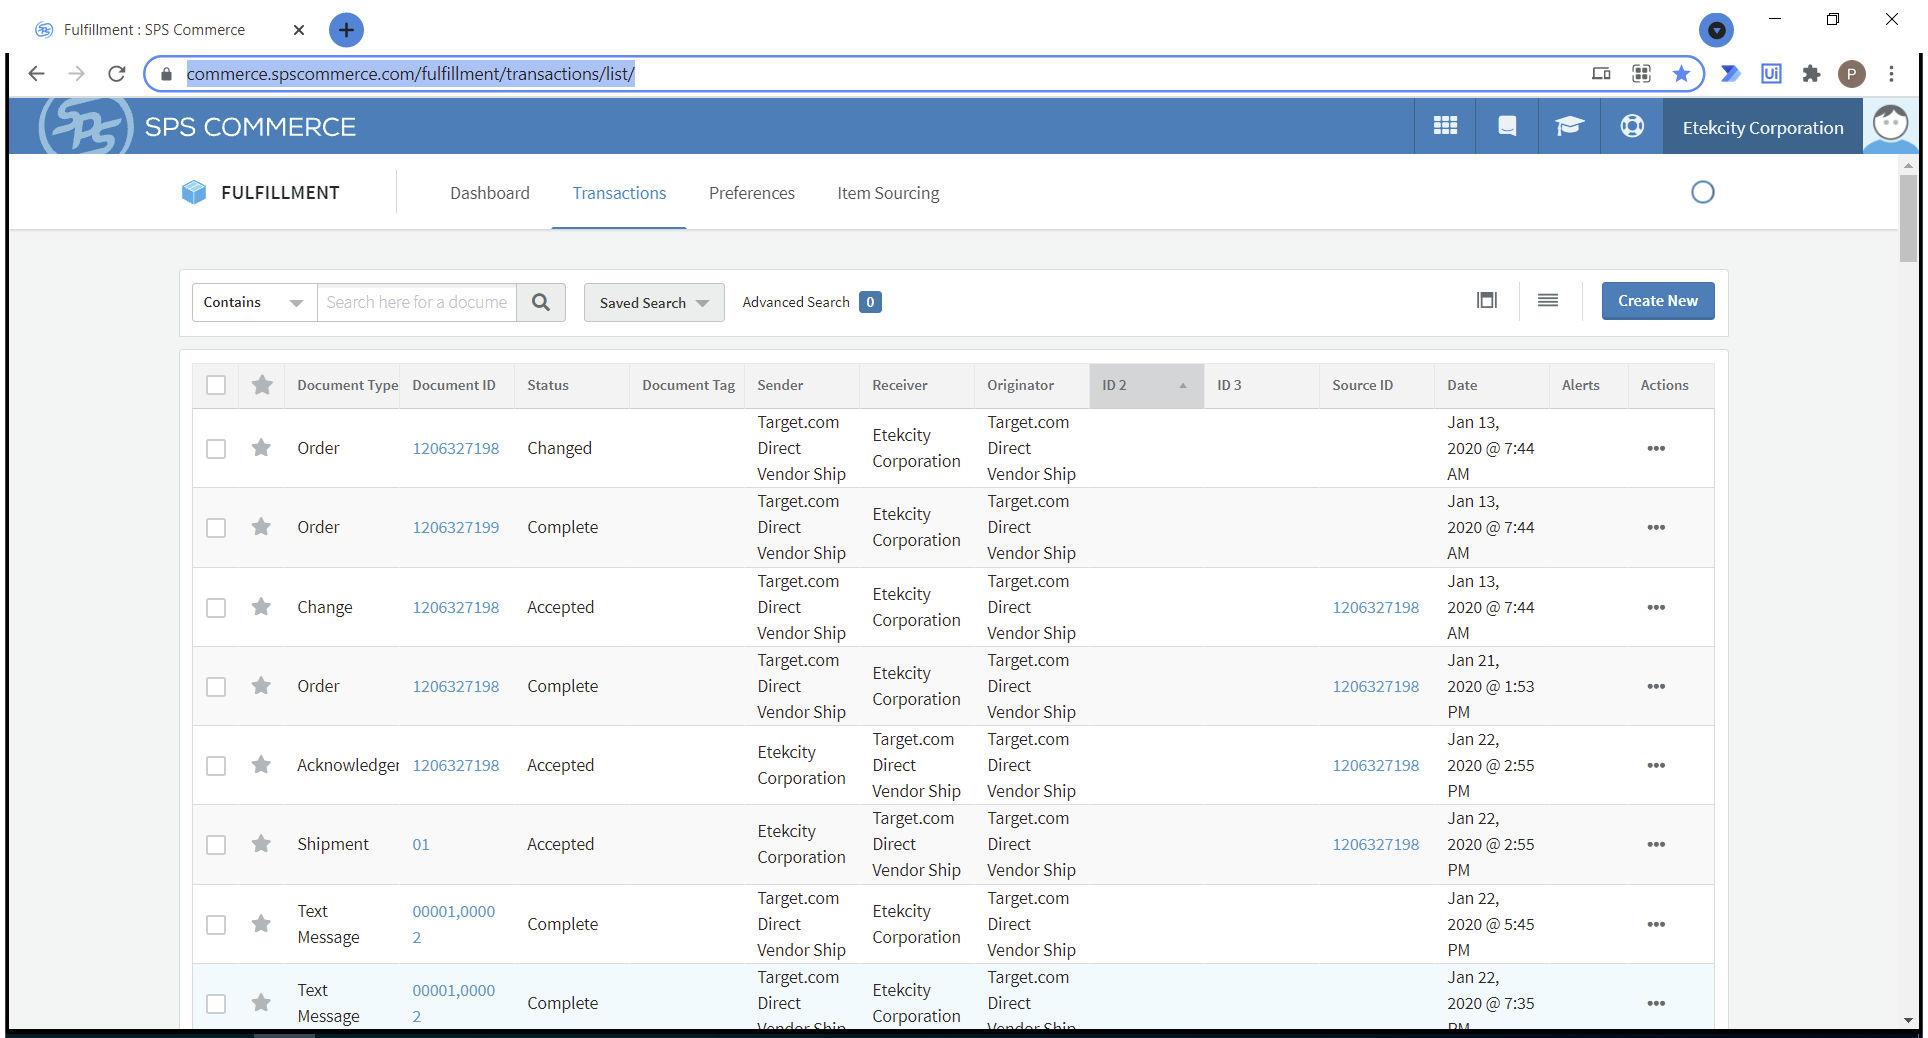 Fulfillment : SPS Commerce
commerce.spscommerce.com/fulfillment/transactions/list/
Ui
P
SPS
SPS COMMERCE
Etekcity Corporation
FULFILLMENT
Dashboard
Transactions
Preferences
Item Sourcing
Contains
Search here for a docume
Saved Search
Advanced Search 0
Create New
Document Type Document ID Status Document Tag Sender Receiver Originator ID 2 ID 3 Source ID Date Alerts Actions
Target.com Target.com Jan 13,
Etekcity
Order 1206327198 Changed Direct Direct 2020 @ 7:44
Corporation
Vendor Ship Vendor Ship AM
Target.com Target.com Jan 13,
Etekcity
Order 1206327199 Complete Direct Direct 2020 @ 7:44
Corporation
Vendor Ship Vendor Ship AM
Target.com Target.com Jan 13,
Etekcity
Change 1206327198 Accepted Direct Direct 1206327198 2020 @ 7:44
Corporation
Vendor Ship Vendor Ship AM
Target.com Target.com Jan 21,
Etekcity
Order 1206327198 Complete Direct Direct 1206327198 2020 @ 1:53
Corporation
Vendor Ship Vendor Ship PM
Target.com Target.com Jan 22,
Etekcity
Acknowledger 1206327198 Accepted Direct Direct 1206327198 2020 @ 2:55
Corporation
Vendor Ship Vendor Ship PM
Target.com Target.com Jan 22,
Etekcity
Shipment 01 Accepted Direct Direct 1206327198 2020 @ 2:55
Corporation
Vendor Ship Vendor Ship PM
Target.com Target.com Jan 22,
Text 00001,0000 Etekcity
Complete Direct Direct 2020 @ 5:45
Message 2 Corporation
Vendor Ship Vendor Ship PM
Target.com Target.com Jan 22,
Text 00001,0000 Etekcity
Complete Direct Direct 2020 @ 7:35
Message 2 Corporation
Vendor Ship Vendor Ship PM